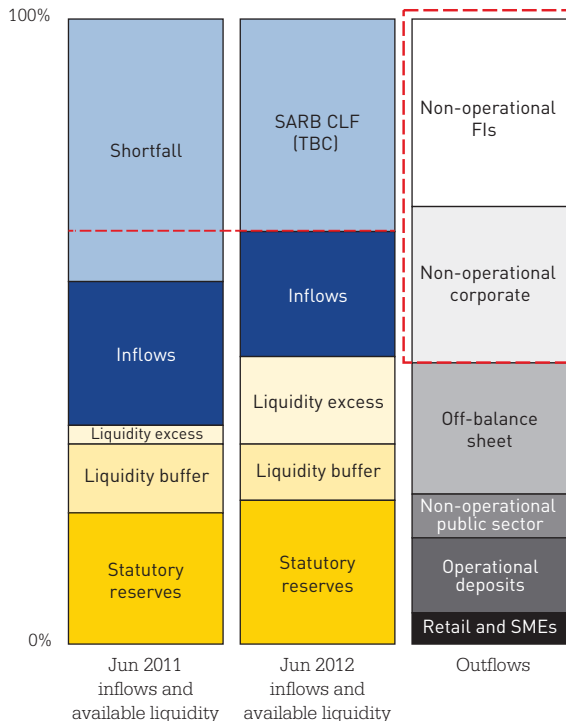 100%
Shortfall
Inflows
Liquidity excess
Liquidity buffer
Statutory
reserves
SARB CLF
(TBC)
Inflows
Liquidity excess
Liquidity buffer
Statutory
reserves
Non-operational
FIs
Non-operational
corporate
Off-balance
sheet
Non-operational
public sector
Operational
deposits
Retail and SMEs
0%
Jun 2011
inflows and
available liquidity
Jun 2012
inflows and
available liquidity
Outflows